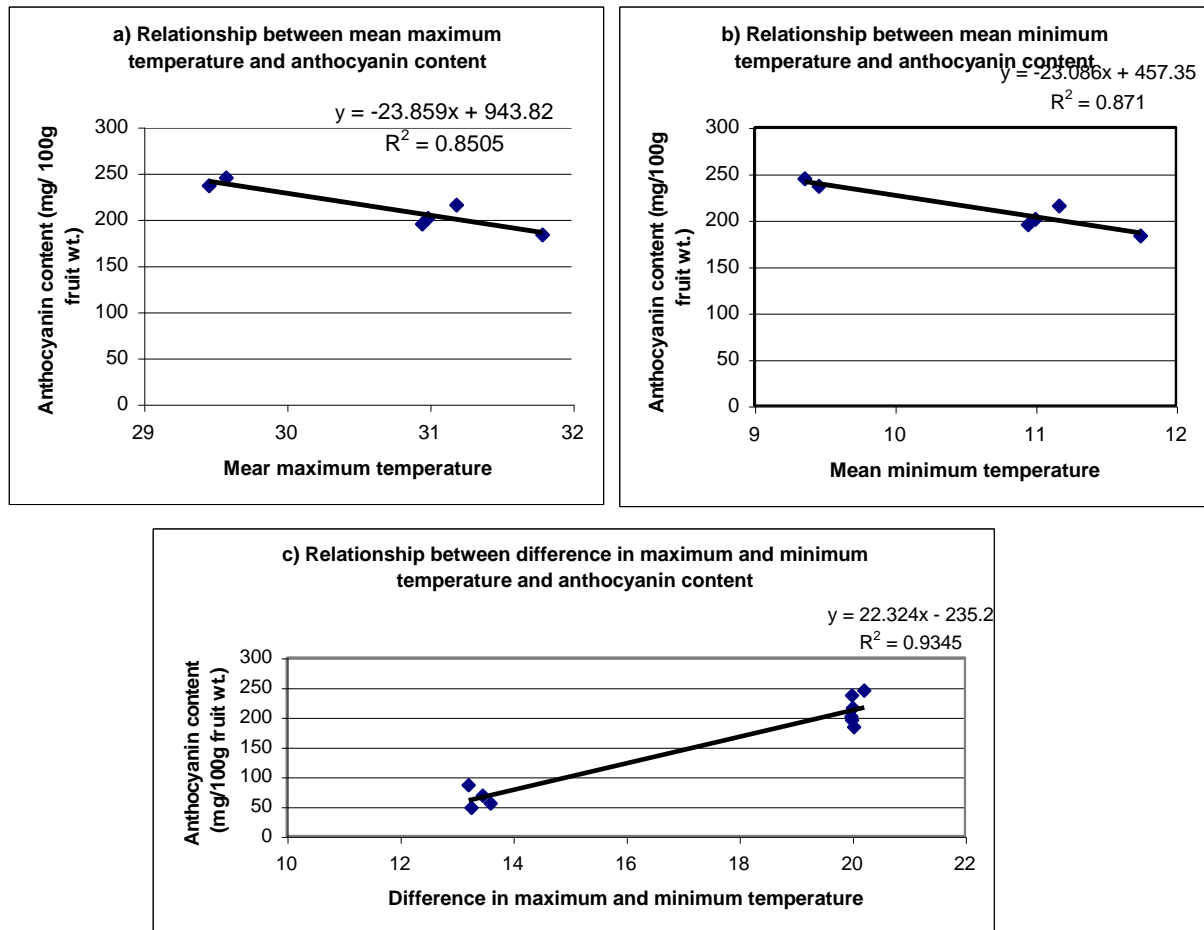 a) Relationship between mean maximum
temperature and anthocyanin content
y = -23.859x + 943.82
R² = 0.8505
Anthocyanin content (mg/ 100g
fruit wt.)
300
250
200
150
100
50
0
29 30 31 32
Mear maximum temperature
b) Relationship between mean minimum
temperature and anthocyanin content
y = -23.086x + 457.35
R² = 0.871
Anthocyanin content (mg/100g
fruit wt.)
300
250
200
150
100
50
0
9 10 11 12
Mean minimum temperature
c) Relationship between difference in maximum and minimum
temperature and anthocyanin content
y = 22.324x - 235.2
R² = 0.9345
Anthocyanin content
(mg/100g fruit wt.)
300
250
200
150
100
50
0
10 12 14 16 18 20 22
Difference in maximum and minimum temperature